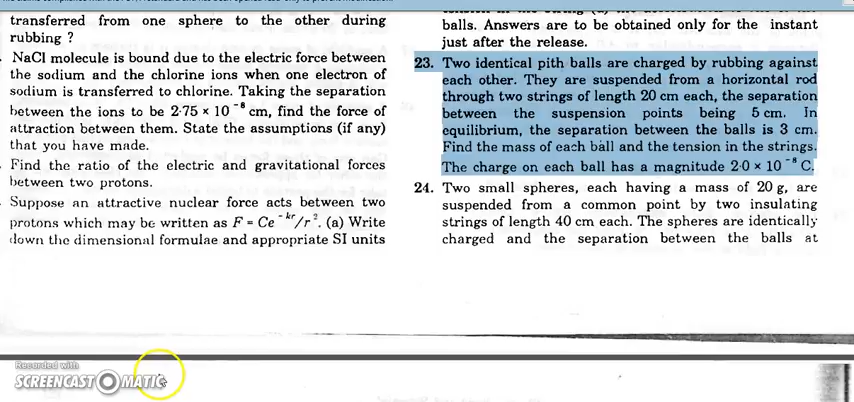 transferred from one sphere to the other during
rubbing ?
NaCl molecule is bound due to the electric force between
the sodium and the chlorine ions when one electron of
sodium is transferred to chlorine. Taking the separation
between the ions to be 2·75 × 10⁻⁸ cm, find the force of
attraction between them. State the assumptions (if any)
that you have made.
Find the ratio of the electric and gravitational forces
between two protons.
Suppose an attractive nuclear force acts between two
protons which may be written as F = Ce⁻ᵏʳ/r². (a) Write
down the dimensional formulae and appropriate SI units
balls. Answers are to be obtained only for the instant
just after the release.
23. Two identical pith balls are charged by rubbing against
each other. They are suspended from a horizontal rod
through two strings of length 20 cm each, the separation
between the suspension points being 5 cm. In
equilibrium, the separation between the balls is 3 cm.
Find the mass of each ball and the tension in the strings.
The charge on each ball has a magnitude 2·0 × 10⁻⁸ C.
24. Two small spheres, each having a mass of 20 g, are
suspended from a common point by two insulating
strings of length 40 cm each. The spheres are identically
charged and the separation between the balls at
Recorded with
SCREENCAST-O-MATIC